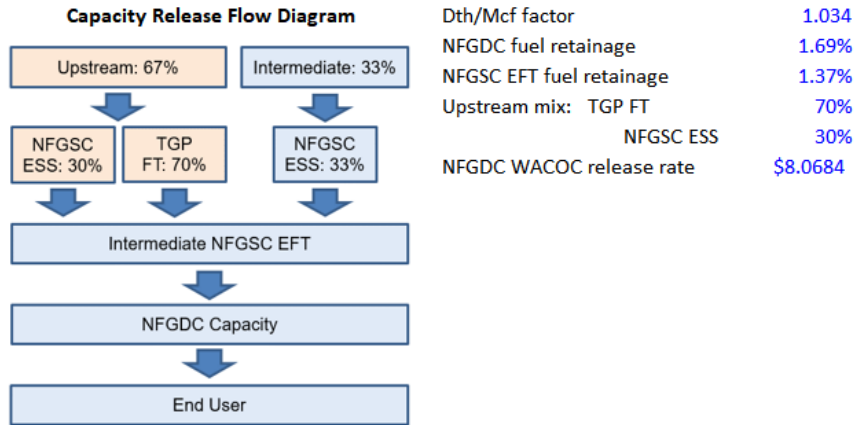 Capacity Release Flow Diagram
Upstream: 67%
Intermediate: 33%
NFGSC
ESS: 30%
TGP
FT: 70%
NFGSC
ESS: 33%
Intermediate NFGSC EFT
NFGDC Capacity
End User
Dth/Mcf factor 1.034
NFGDC fuel retainage 1.69%
NFGSC EFT fuel retainage 1.37%
Upstream mix: TGP FT 70%
NFGSC ESS 30%
NFGDC WACOC release rate $8.0684